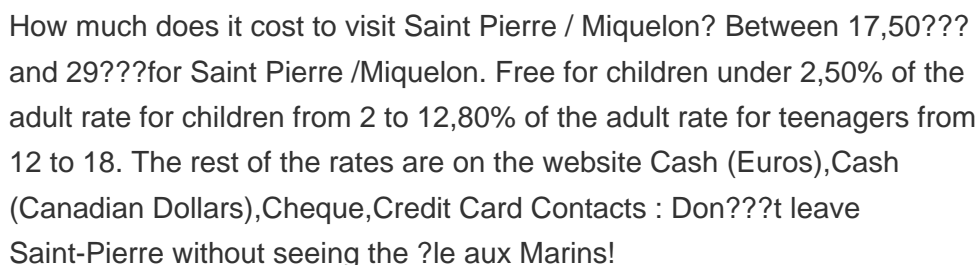 How much does it cost to visit Saint Pierre / Miquelon? Between 17,50???
and 29???for Saint Pierre /Miquelon. Free for children under 2,50% of the
adult rate for children from 2 to 12,80% of the adult rate for teenagers from
12 to 18. The rest of the rates are on the website Cash (Euros),Cash
(Canadian Dollars),Cheque,Credit Card Contacts : Don???t leave
Saint-Pierre without seeing the ?le aux Marins!